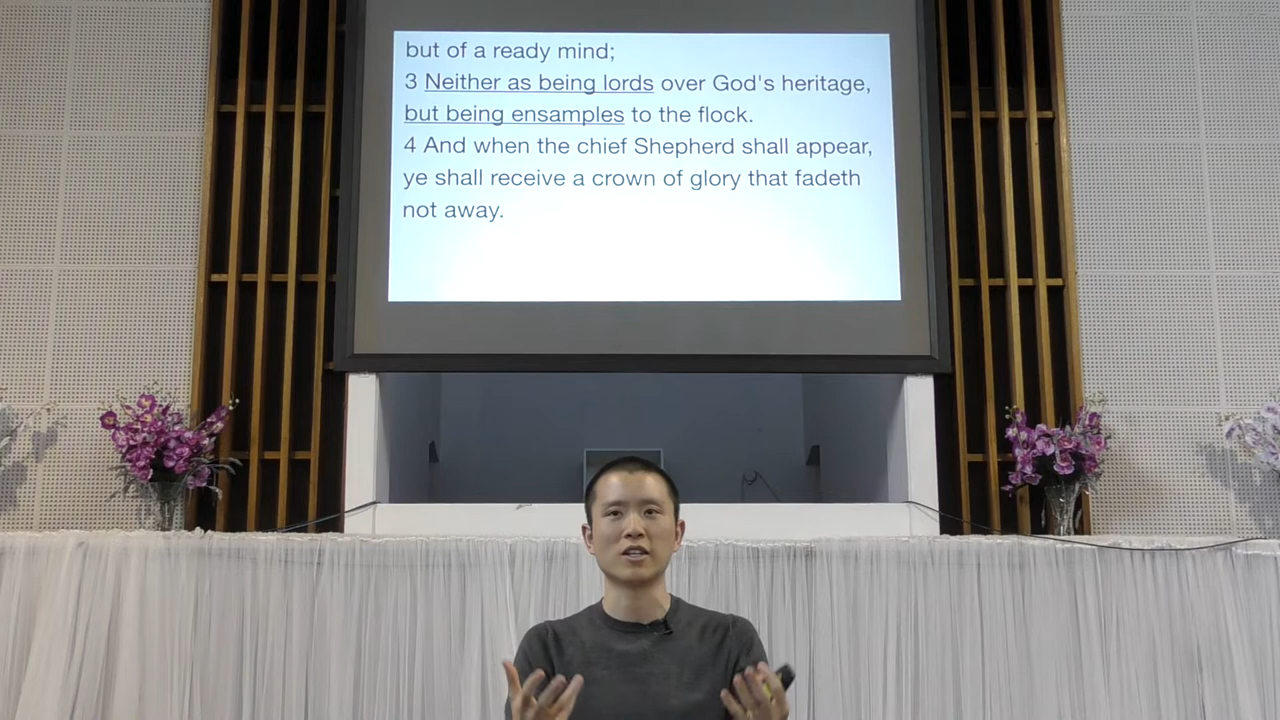 but of a ready mind;
3 Neither as being lords over God's heritage,
but being ensamples to the flock.
4 And when the chief Shepherd shall appear,
ye shall receive a crown of glory that fadeth
not away.